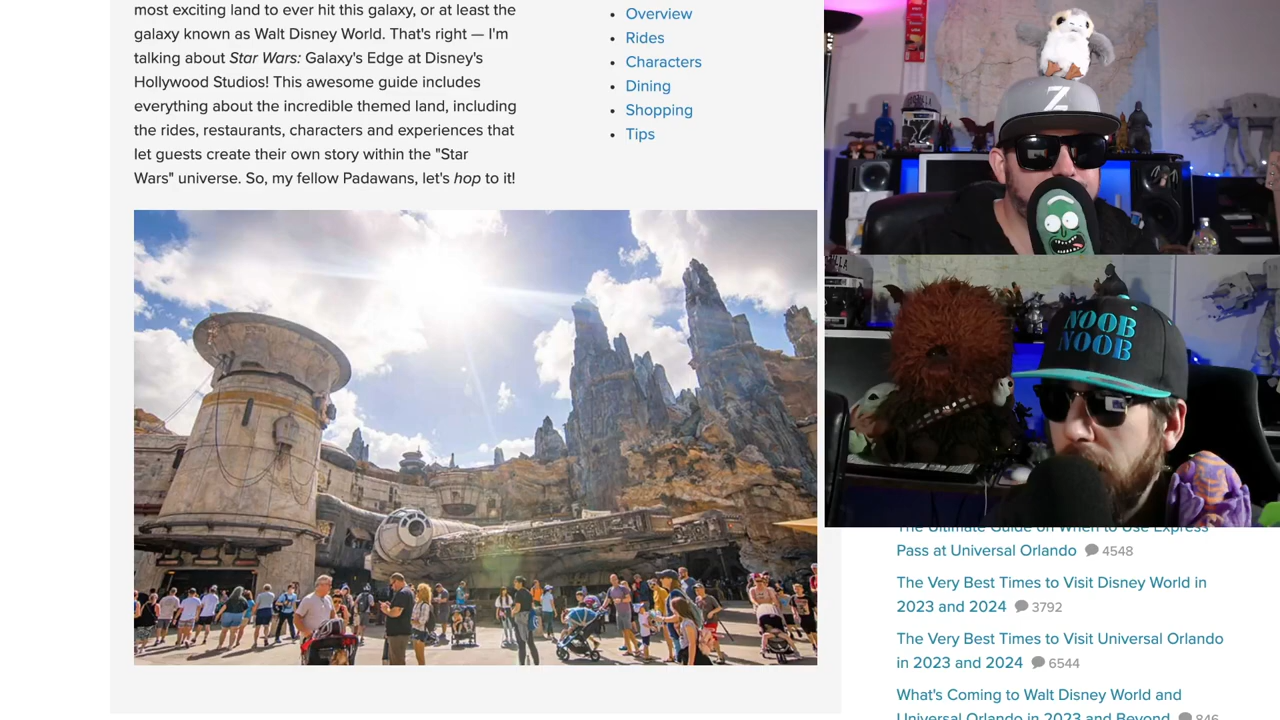 most exciting land to ever hit this galaxy, or at least the
galaxy known as Walt Disney World. That's right — I'm
talking about Star Wars: Galaxy's Edge at Disney's
Hollywood Studios! This awesome guide includes
everything about the incredible themed land, including
the rides, restaurants, characters and experiences that
let guests create their own story within the "Star
Wars" universe. So, my fellow Padawans, let's hop to it!
• Overview
• Rides
• Characters
• Dining
• Shopping
• Tips
Z
NOOB
NOOB
The Ultimate Guide on When to Use Express
Pass at Universal Orlando 4548
The Very Best Times to Visit Disney World in
2023 and 2024 3792
The Very Best Times to Visit Universal Orlando
in 2023 and 2024 6544
What's Coming to Walt Disney World and
Universal Orlando in 2023 and Beyond 846